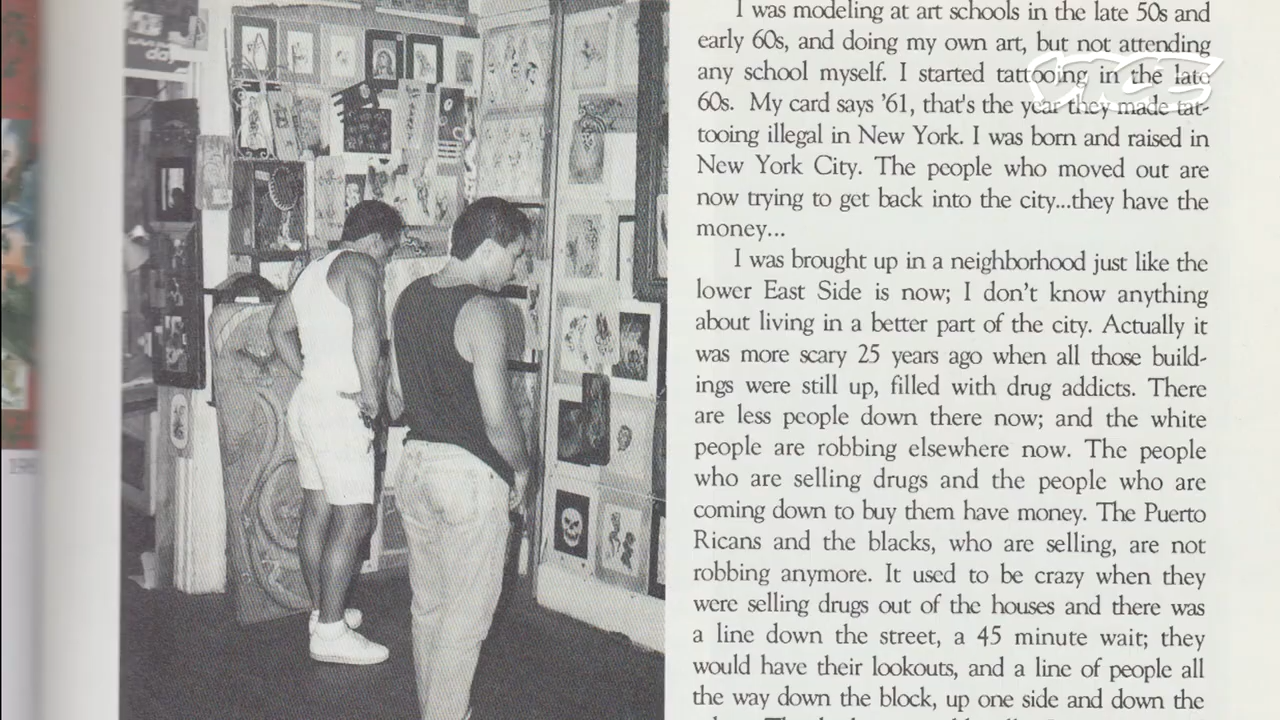 I was modeling at art schools in the late 50s and
early 60s, and doing my own art, but not attending
any school myself. I started tattooing in the late
60s. My card says '61, that's the year they made tat-
tooing illegal in New York. I was born and raised in
New York City. The people who moved out are
now trying to get back into the city...they have the
money...
I was brought up in a neighborhood just like the
lower East Side is now; I don't know anything
about living in a better part of the city. Actually it
was more scary 25 years ago when all those build-
ings were still up, filled with drug addicts. There
are less people down there now; and the white
people are robbing elsewhere now. The people
who are selling drugs and the people who are
coming down to buy them have money. The Puerto
Ricans and the blacks, who are selling, are not
robbing anymore. It used to be crazy when they
were selling drugs out of the houses and there was
a line down the street, a 45 minute wait; they
would have their lookouts, and a line of people all
the way down the block, up one side and down the
VICE